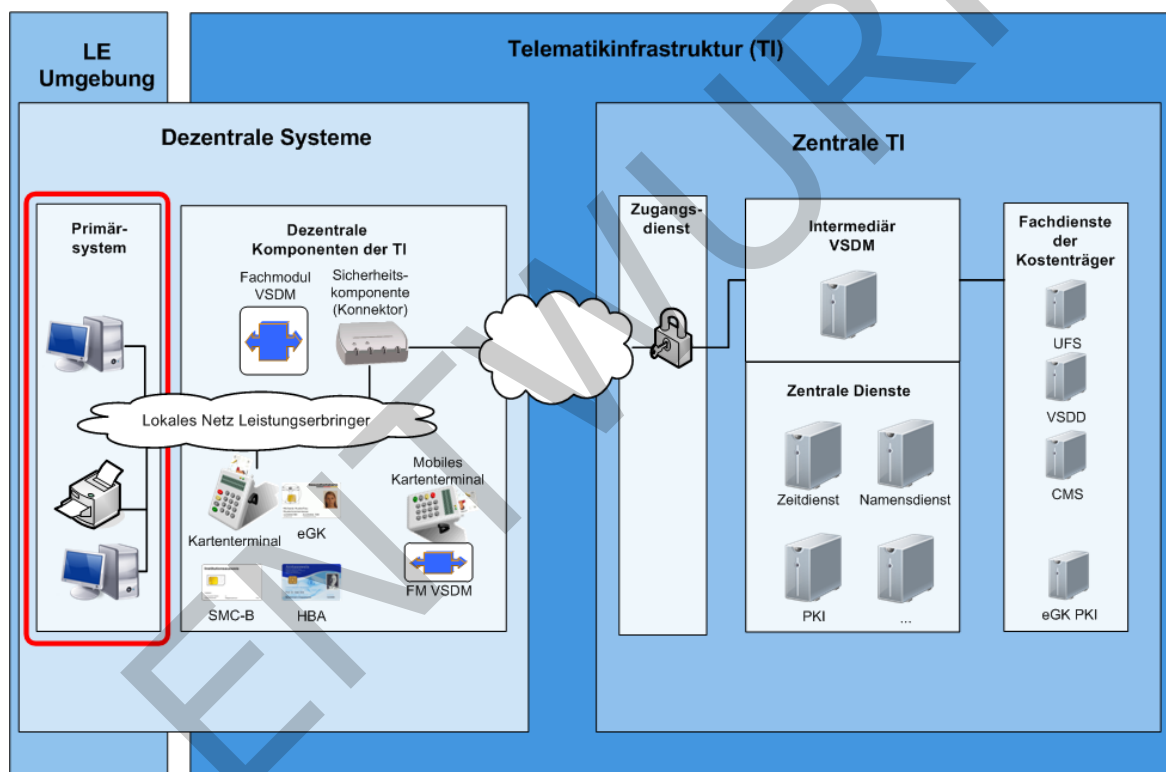 LE
Umgebung
Telematikinfrastruktur (TI)
Dezentrale Systeme
Zentrale TI
Primär-
system
Dezentrale
Komponenten der TI
Fachmodul
VSDM
Sicherheits-
komponente
(Konnektor)
Lokales Netz Leistungserbringer
Kartenterminal
eGK
Mobiles
Kartenterminal
SMC-B
HBA
FM VSDM
Zugangs-
dienst
Intermediär
VSDM
Zentrale Dienste
Zeitdienst
Namensdienst
PKI
...
Fachdienste
der
Kostenträger
UFS
VSDD
CMS
eGK PKI
ENTWURF